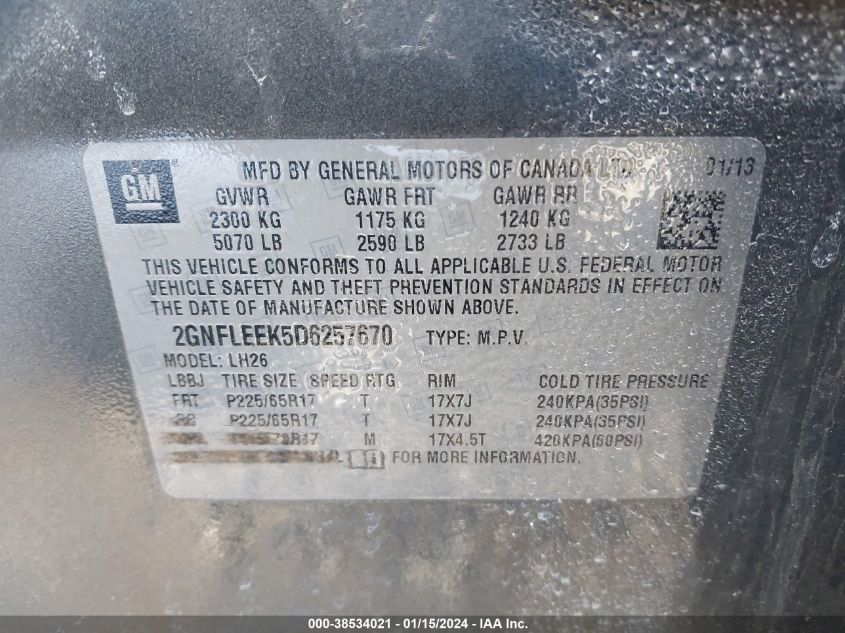 GM
MFD BY GENERAL MOTORS OF CANADA LTD 01/13
GVWR GAWR FRT GAWR RR
2300 KG 1175 KG 1240 KG
5070 LB 2590 LB 2733 LB
THIS VEHICLE CONFORMS TO ALL APPLICABLE U.S. FEDERAL MOTOR
VEHICLE SAFETY AND THEFT PREVENTION STANDARDS IN EFFECT ON
THE DATE OF MANUFACTURE SHOWN ABOVE.
2GNFLEEK5D6257670 TYPE: M.P.V.
MODEL: LH26
LBBJ TIRE SIZE SPEED RTG RIM COLD TIRE PRESSURE
FRT P225/65R17 T 17X7J 240KPA(35PSI)
RR P225/65R17 T 17X7J 240KPA(35PSI)
M 17X4.5T 420KPA(60PSI)
FOR MORE INFORMATION.
000-38534021 - 01/15/2024 - IAA Inc.